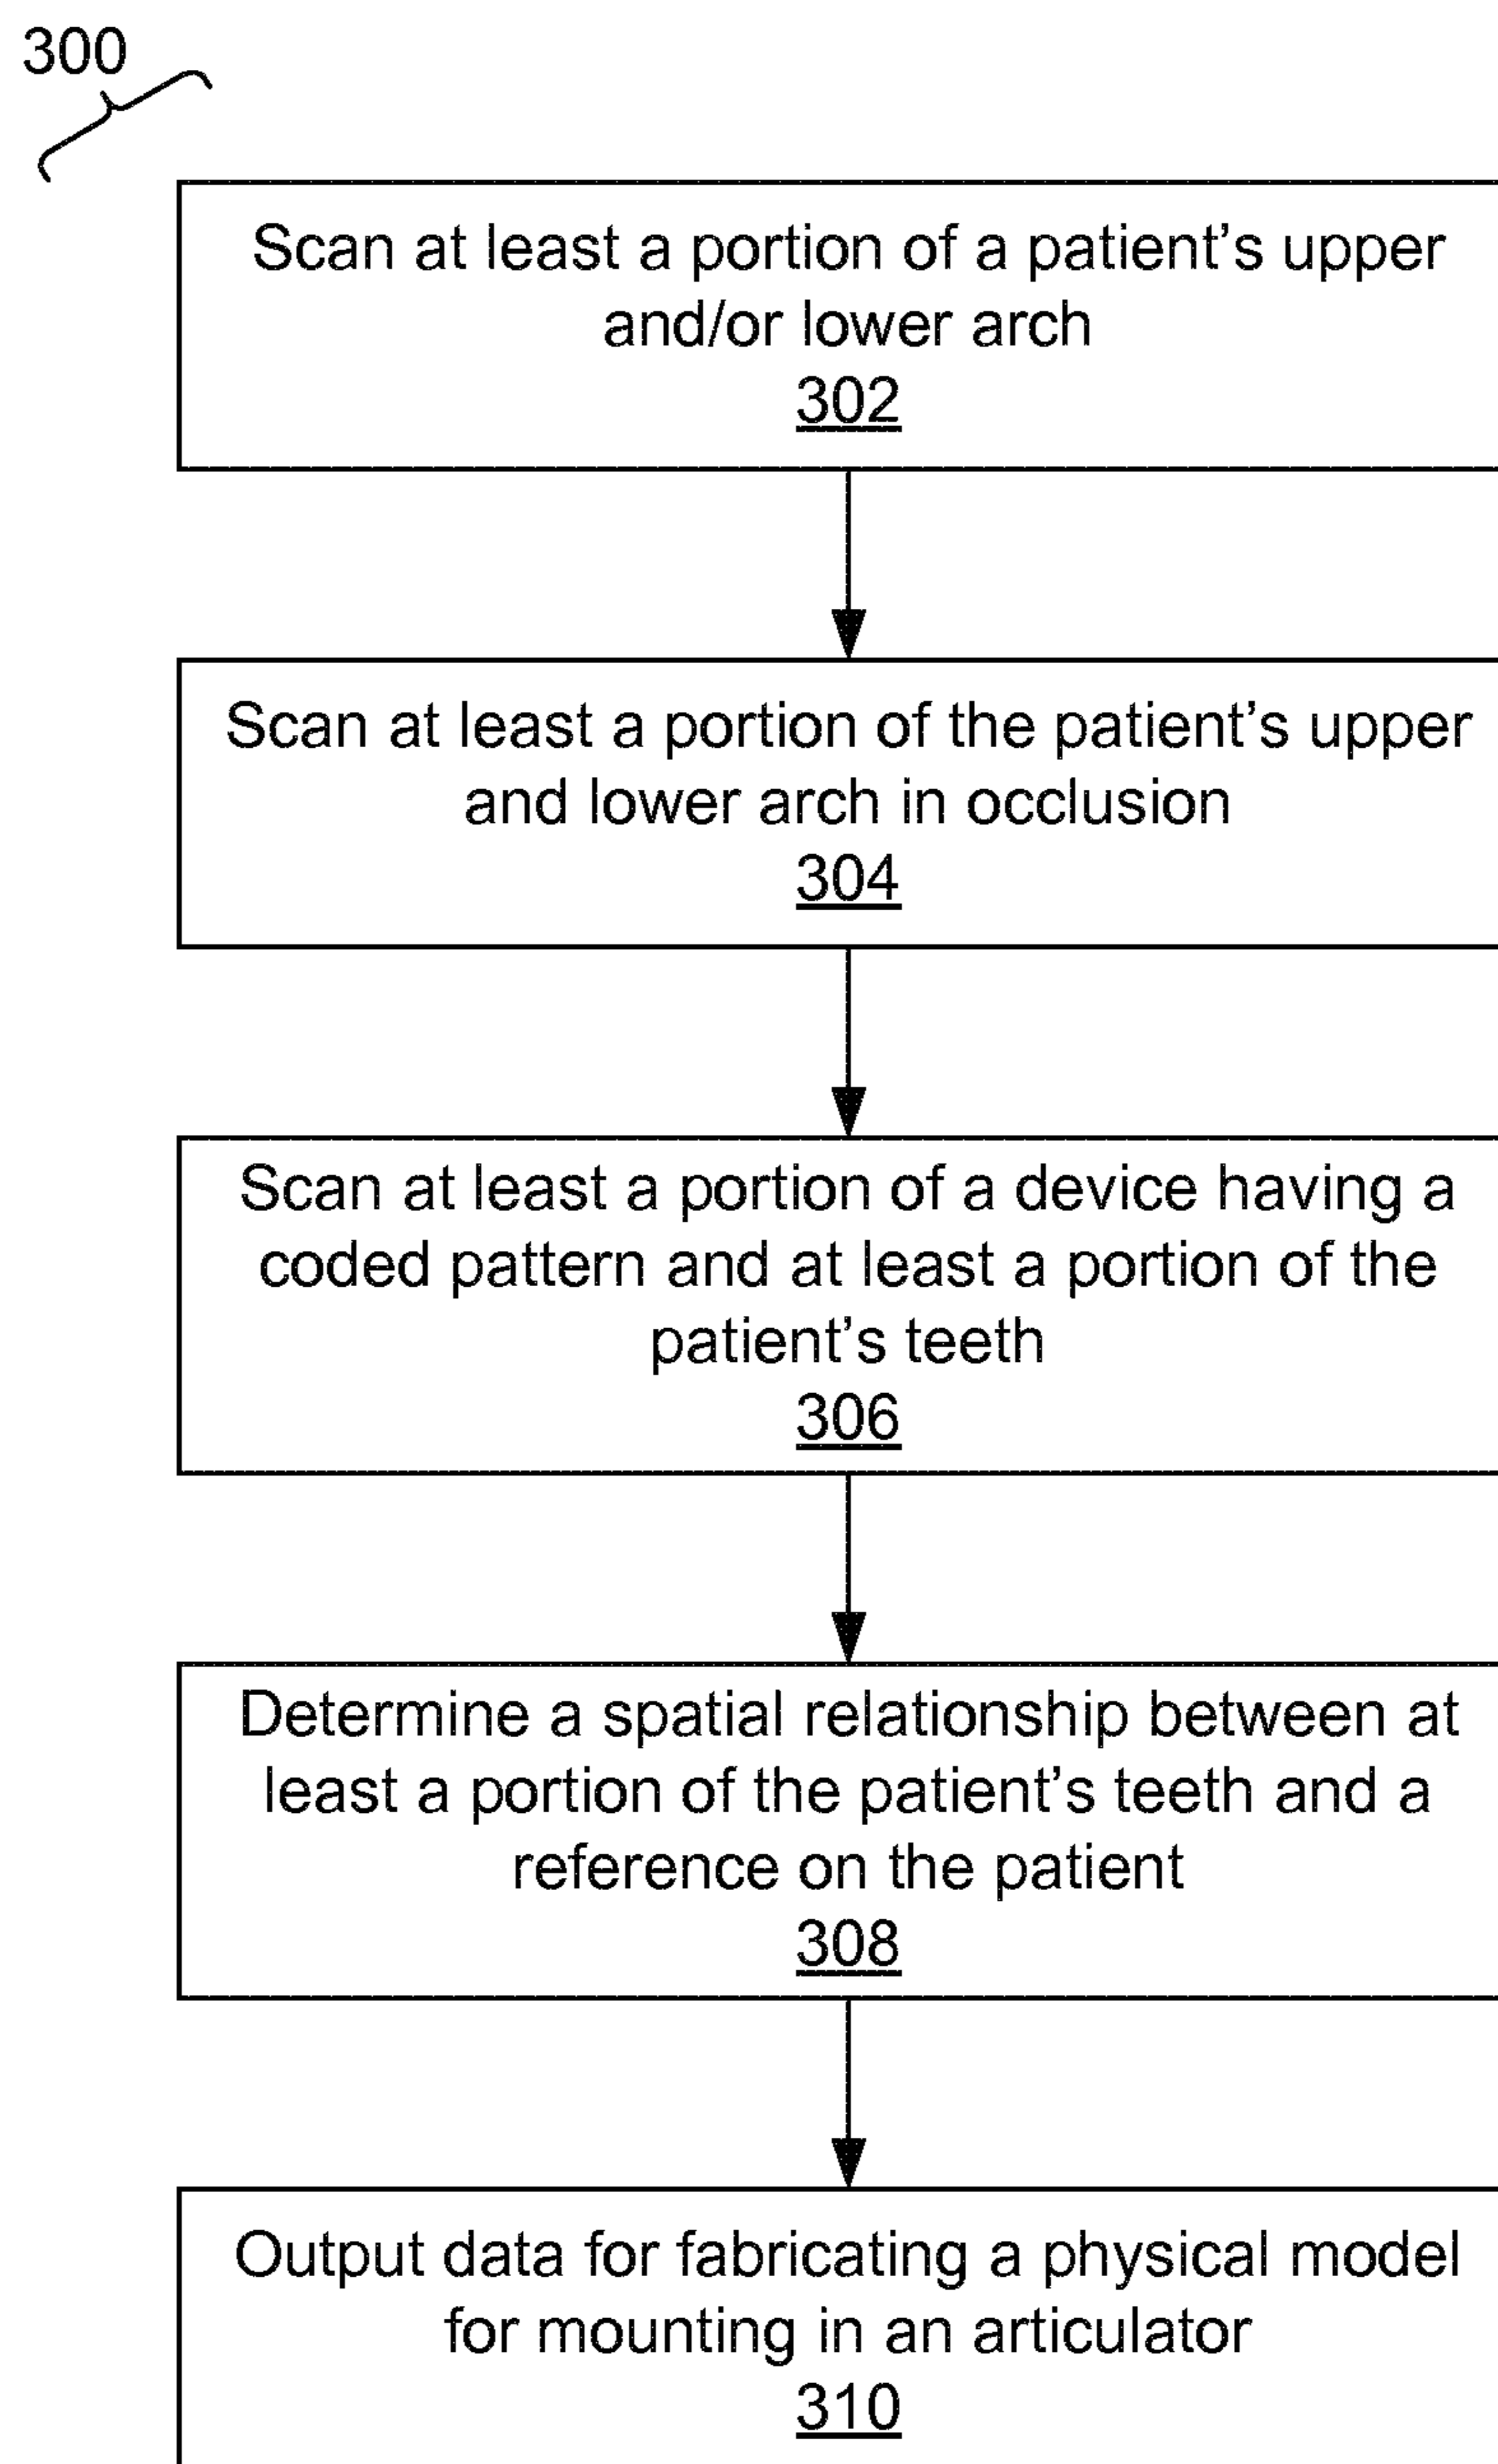 300
Scan at least a portion of a patient’s upper
and/or lower arch
302
Scan at least a portion of the patient’s upper
and lower arch in occlusion
304
Scan at least a portion of a device having a
coded pattern and at least a portion of the
patient’s teeth
306
Determine a spatial relationship between at
least a portion of the patient’s teeth and a
reference on the patient
308
Output data for fabricating a physical model
for mounting in an articulator
310